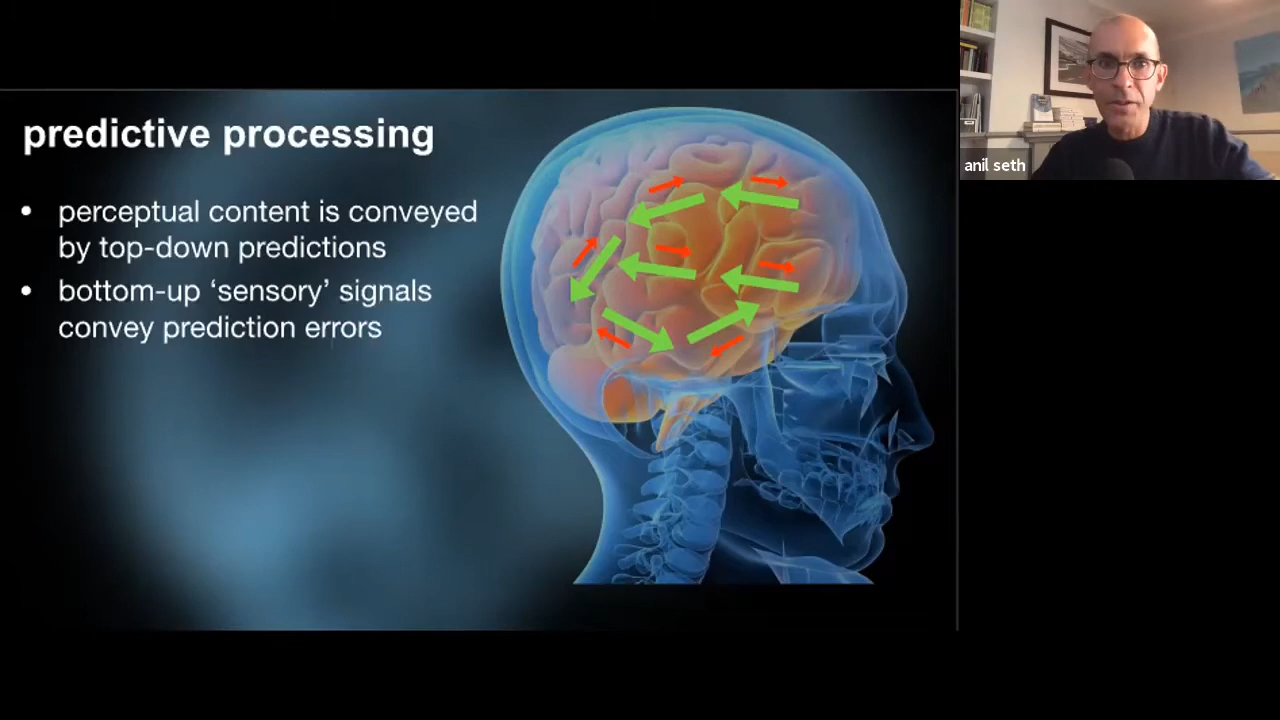 predictive processing
• perceptual content is conveyed
by top-down predictions
• bottom-up ‘sensory’ signals
convey prediction errors
anil seth